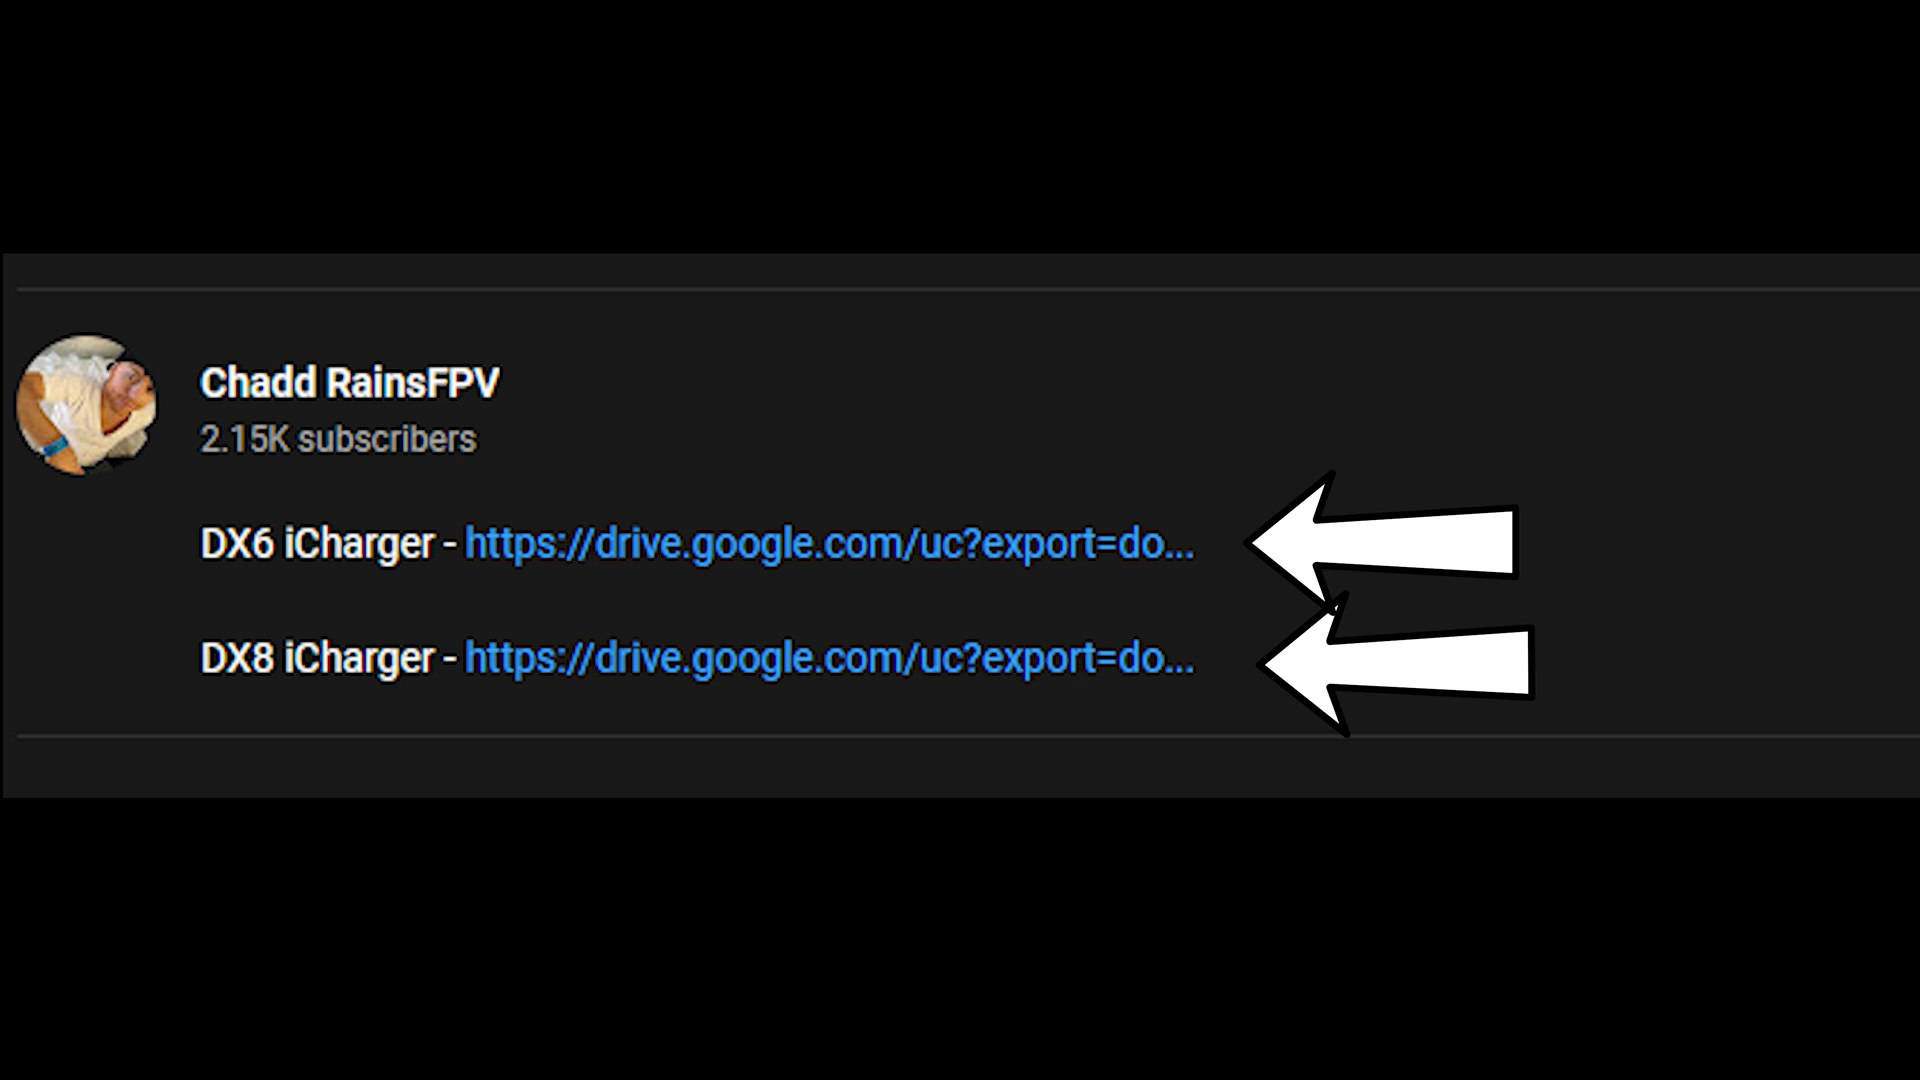 Chadd RainsFPV
2.15K subscribers
DX6 iCharger - https://drive.google.com/uc?export=do...
DX8 iCharger - https://drive.google.com/uc?export=do...